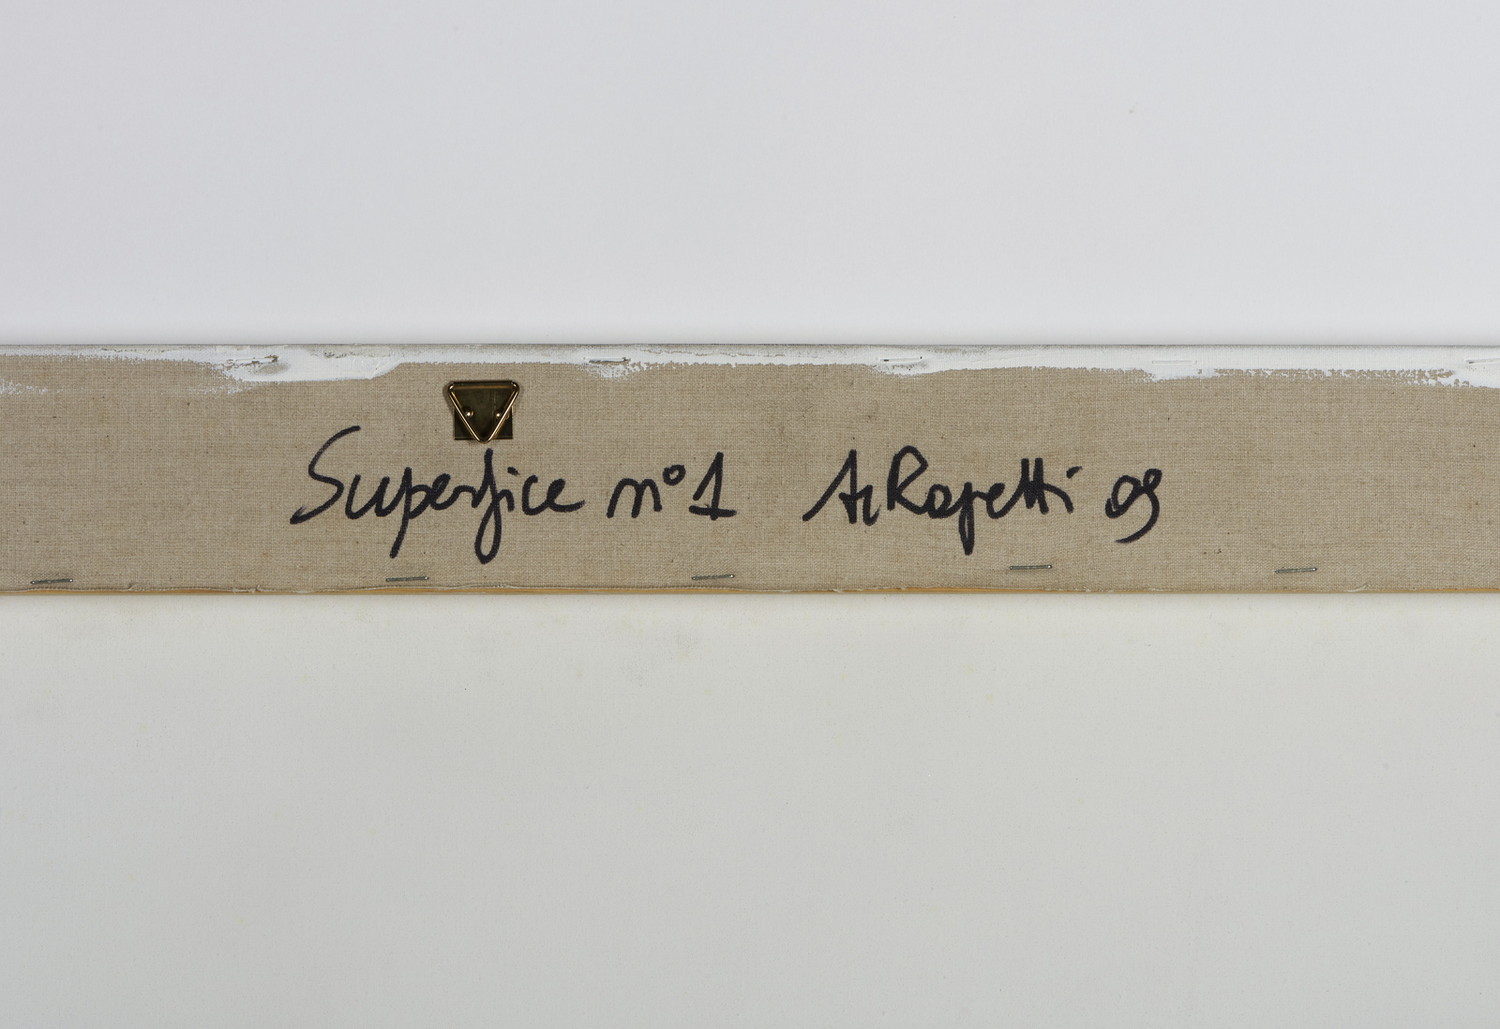 Superfice n°1 Rapetti 09